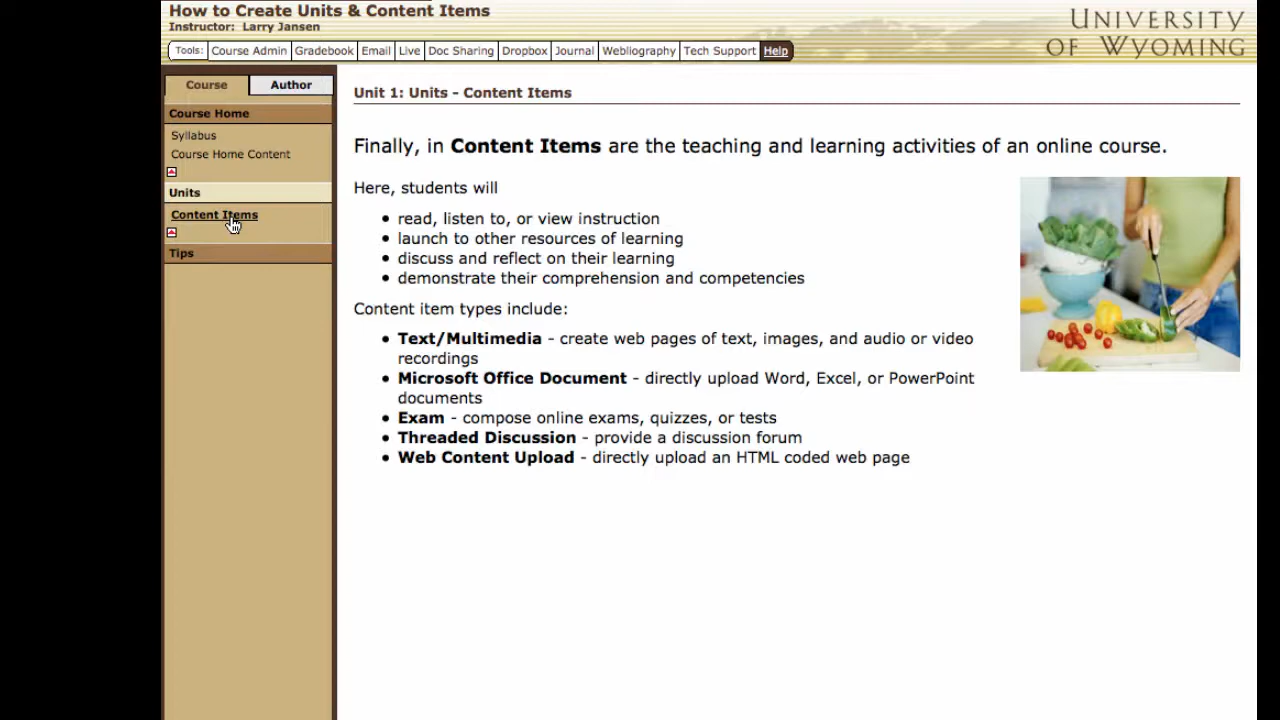 How to Create Units & Content Items
Instructor: Larry Jansen
UNIVERSITY
OF WYOMING
Tools: Course Admin Gradebook Email Live Doc Sharing Dropbox Journal Webliography Tech Support Help
Course Author
Course Home
Syllabus
Course Home Content
Units
Content Items
Tips
Unit 1: Units - Content Items
Finally, in Content Items are the teaching and learning activities of an online course.
Here, students will
• read, listen to, or view instruction
• launch to other resources of learning
• discuss and reflect on their learning
• demonstrate their comprehension and competencies
Content item types include:
• Text/Multimedia - create web pages of text, images, and audio or video
recordings
• Microsoft Office Document - directly upload Word, Excel, or PowerPoint
documents
• Exam - compose online exams, quizzes, or tests
• Threaded Discussion - provide a discussion forum
• Web Content Upload - directly upload an HTML coded web page